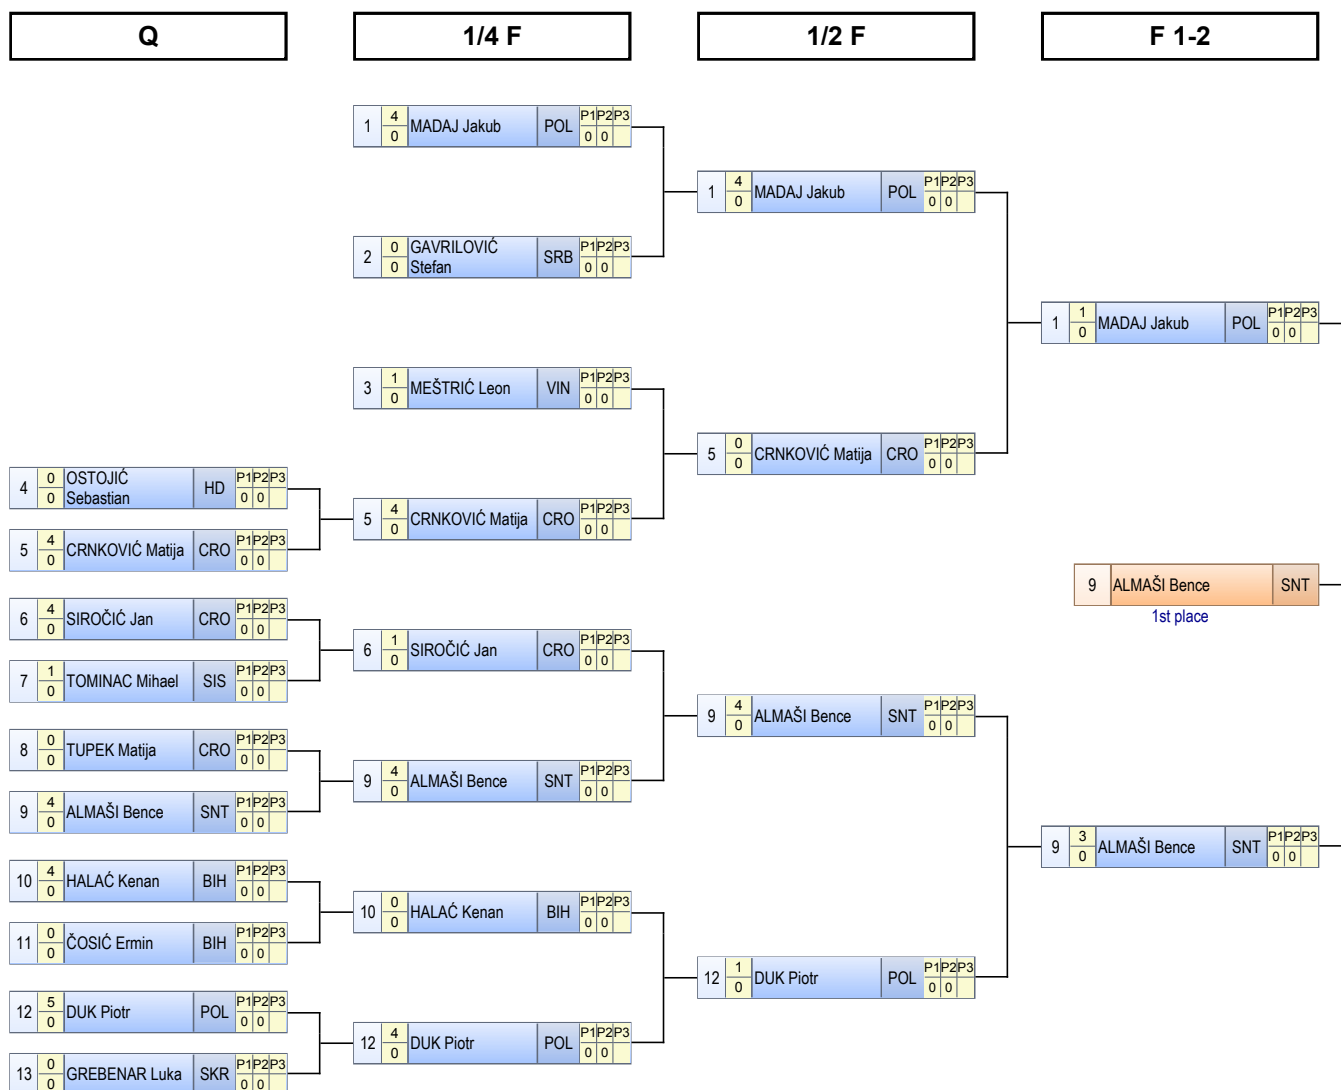 Q 1/4 F 1/2 F F 1-2
1 4 0 MADAJ Jakub POL P1 P2 P3 0 0
2 0 0 GAVRILOVIĆ Stefan SRB P1 P2 P3 0 0
3 1 0 MEŠTRIĆ Leon VIN P1 P2 P3 0 0
5 4 0 CRNKOVIĆ Matija CRO P1 P2 P3 0 0
6 1 0 SIROČIĆ Jan CRO P1 P2 P3 0 0
9 4 0 ALMAŠI Bence SNT P1 P2 P3 0 0
10 0 0 HALAĆ Kenan BIH P1 P2 P3 0 0
12 4 0 DUK Piotr POL P1 P2 P3 0 0
4 0 0 OSTOJIĆ Sebastian HD P1 P2 P3 0 0
5 4 0 CRNKOVIĆ Matija CRO P1 P2 P3 0 0
6 4 0 SIROČIĆ Jan CRO P1 P2 P3 0 0
7 1 0 TOMINAC Mihael SIS P1 P2 P3 0 0
8 0 0 TUPEK Matija CRO P1 P2 P3 0 0
9 4 0 ALMAŠI Bence SNT P1 P2 P3 0 0
10 4 0 HALAĆ Kenan BIH P1 P2 P3 0 0
11 0 0 ČOSIĆ Ermin BIH P1 P2 P3 0 0
12 5 0 DUK Piotr POL P1 P2 P3 0 0
13 0 0 GREBENAR Luka SKR P1 P2 P3 0 0
1 4 0 MADAJ Jakub POL P1 P2 P3 0 0
5 0 0 CRNKOVIĆ Matija CRO P1 P2 P3 0 0
9 4 0 ALMAŠI Bence SNT P1 P2 P3 0 0
12 1 0 DUK Piotr POL P1 P2 P3 0 0
1 1 0 MADAJ Jakub POL P1 P2 P3 0 0
9 ALMAŠI Bence SNT
1st place
9 3 0 ALMAŠI Bence SNT P1 P2 P3 0 0